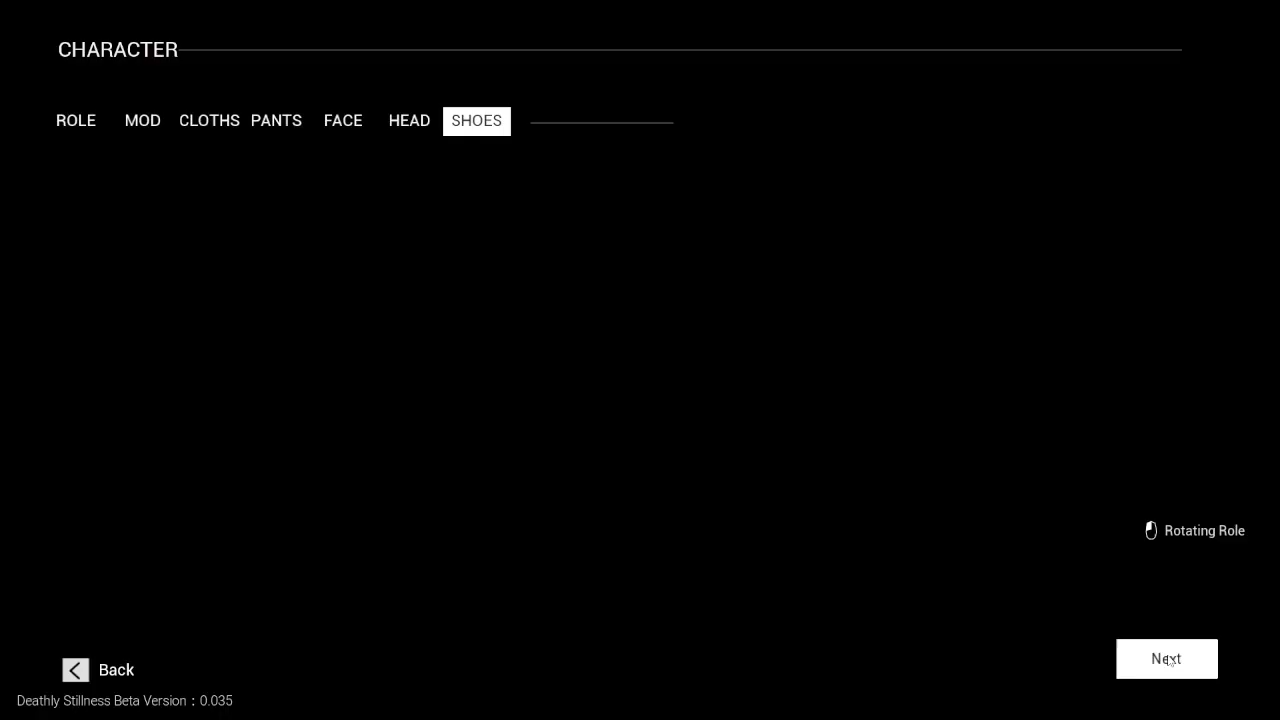 CHARACTER
ROLE MOD CLOTHS PANTS FACE HEAD SHOES
Rotating Role
Next
Back
Deathly Stillness Beta Version：0.035